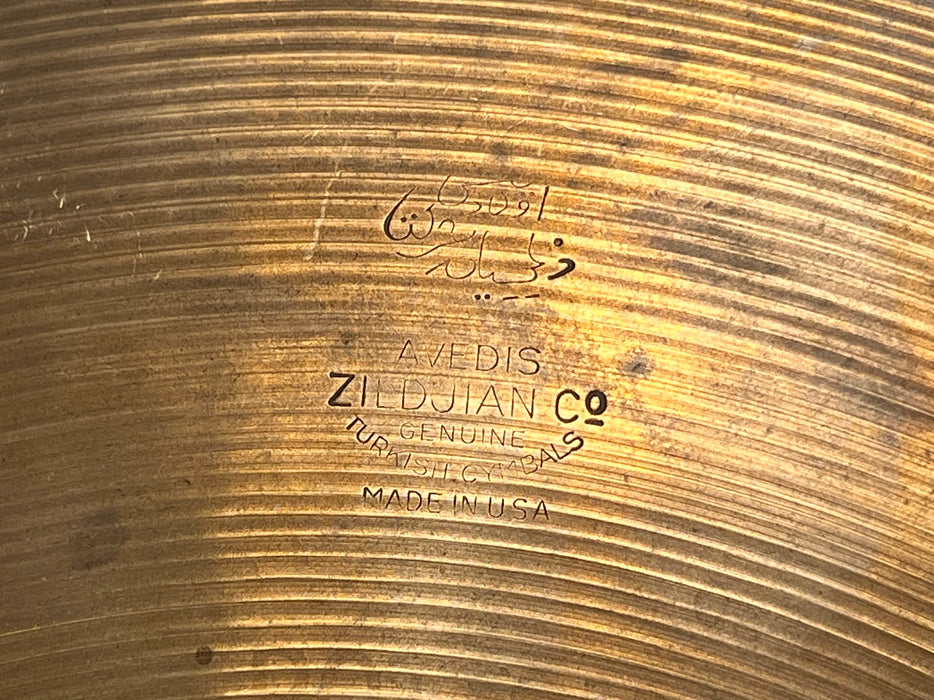 AVEDIS
ZILDJIAN Cº
GENUINE
TURKISH CYMBALS
MADE IN USA